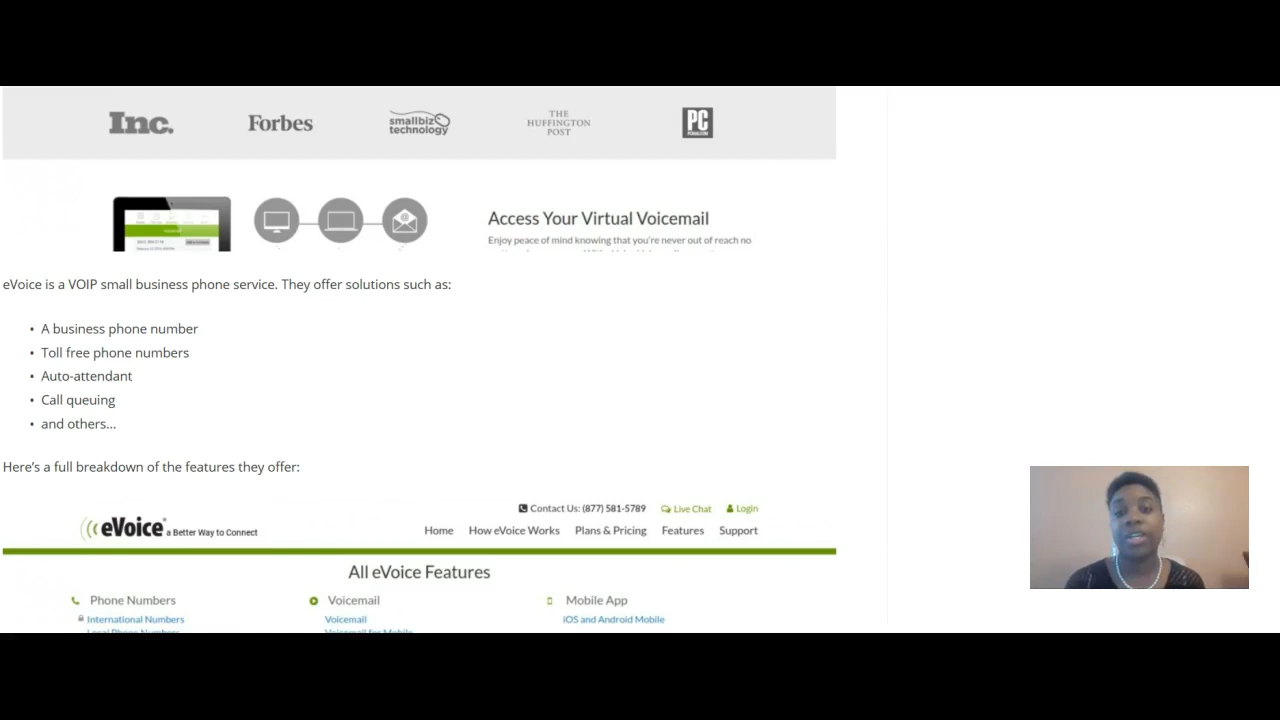 Inc. Forbes smallbiz technology THE HUFFINGTON POST PC
Access Your Virtual Voicemail
Enjoy peace of mind knowing that you're never out of reach no
eVoice is a VOIP small business phone service. They offer solutions such as:
• A business phone number
• Toll free phone numbers
• Auto-attendant
• Call queuing
• and others...
Here's a full breakdown of the features they offer:
Contact Us: (877) 581-5789 Live Chat Login
eVoice® a Better Way to Connect
Home How eVoice Works Plans & Pricing Features Support
All eVoice Features
Phone Numbers Voicemail Mobile App
International Numbers Voicemail iOS and Android Mobile